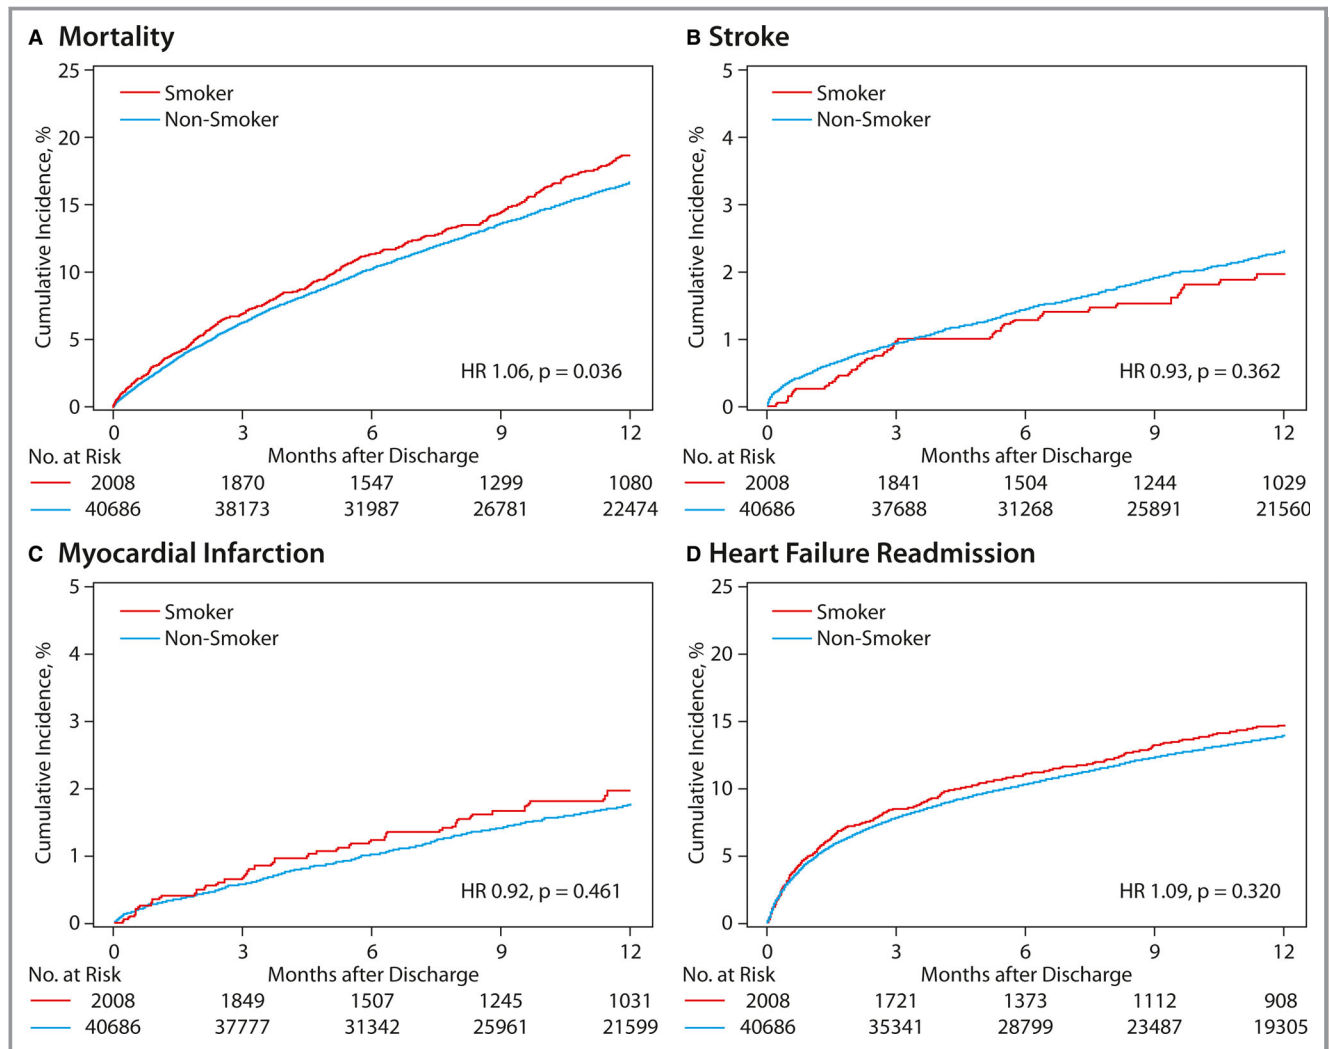 A Mortality
25
20
15
10
5
0
Cumulative Incidence, %
Smoker
Non-Smoker
HR 1.06, p = 0.036
0 3 6 9 12
No. at Risk Months after Discharge
2008 1870 1547 1299 1080
40686 38173 31987 26781 22474
B Stroke
5
4
3
2
1
0
Cumulative Incidence, %
Smoker
Non-Smoker
HR 0.93, p = 0.362
0 3 6 9 12
No. at Risk Months after Discharge
2008 1841 1504 1244 1029
40686 37688 31268 25891 21560
C Myocardial Infarction
5
4
3
2
1
0
Cumulative Incidence, %
Smoker
Non-Smoker
HR 0.92, p = 0.461
0 3 6 9 12
No. at Risk Months after Discharge
2008 1849 1507 1245 1031
40686 37777 31342 25961 21599
D Heart Failure Readmission
25
20
15
10
5
0
Cumulative Incidence, %
Smoker
Non-Smoker
HR 1.09, p = 0.320
0 3 6 9 12
No. at Risk Months after Discharge
2008 1721 1373 1112 908
40686 35341 28799 23487 19305